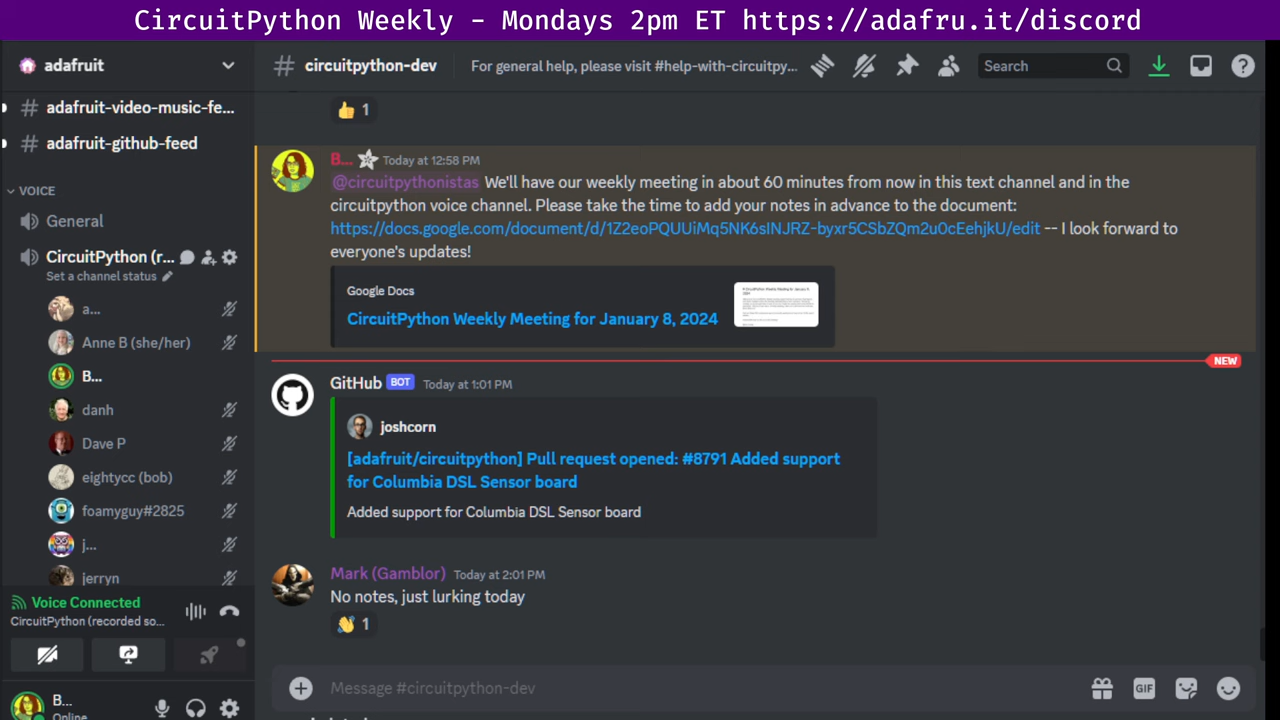 CircuitPython Weekly - Mondays 2pm ET https://adafru.it/discord
adafruit
# circuitpython-dev
For general help, please visit #help-with-circuitpy...
Search
# adafruit-video-music-fe...
# adafruit-github-feed
VOICE
General
CircuitPython (r...
Set a channel status
a...
Anne B (she/her)
B...
danh
Dave P
eightycc (bob)
foamyguy#2825
j...
jerryn
Voice Connected
CircuitPython (recorded so...
B...
Online
👍 1
B... Today at 12:58 PM
@circuitpythonistas We'll have our weekly meeting in about 60 minutes from now in this text channel and in the
circuitpython voice channel. Please take the time to add your notes in advance to the document:
https://docs.google.com/document/d/1Z2eoPQUUiMq5NK6sINJRZ-byxr5CSbZQm2u0cEehjkU/edit -- I look forward to
everyone's updates!
Google Docs
CircuitPython Weekly Meeting for January 8, 2024
NEW
GitHub BOT Today at 1:01 PM
joshcorn
[adafruit/circuitpython] Pull request opened: #8791 Added support
for Columbia DSL Sensor board
Added support for Columbia DSL Sensor board
Mark (Gamblor) Today at 2:01 PM
No notes, just lurking today
👋 1
Message #circuitpython-dev
GIF